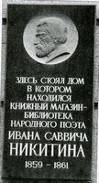 ЗДЕСЬ СТОЯЛ ДОМ
В КОТОРОМ
НАХОДИЛСЯ
КНИЖНЫЙ МАГАЗИН-
БИБЛИОТЕКА
НАРОДНОГО ПОЭТА
ИВАНА САВВИЧА
НИКИТИНА
1859 - 1861